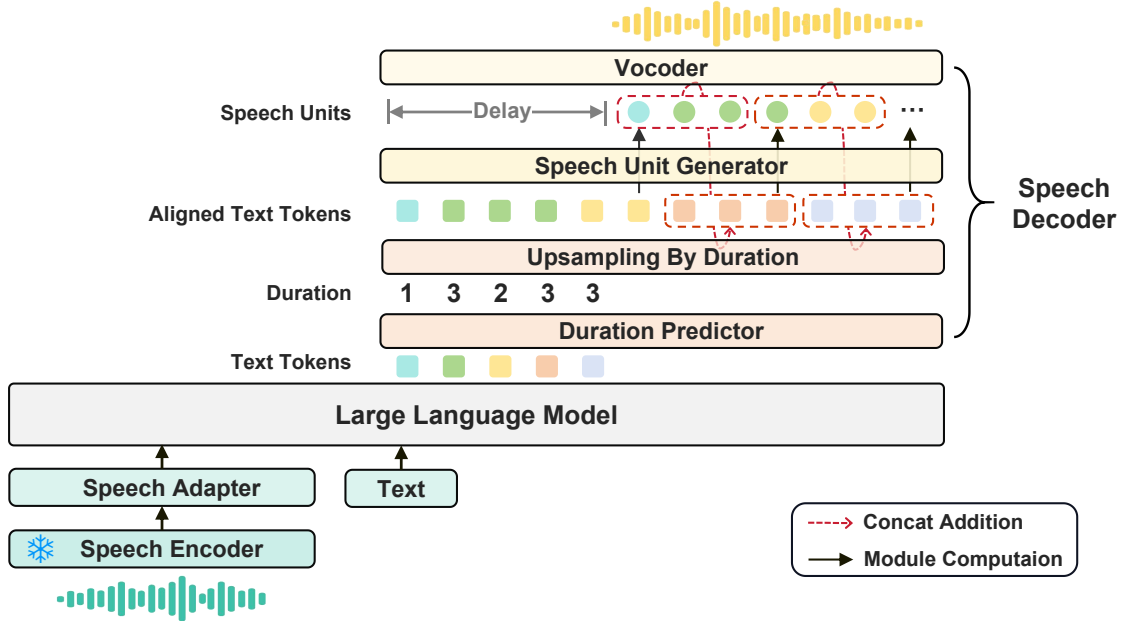 Vocoder
Speech Units
Delay
...
Speech Unit Generator
Speech
Decoder
Aligned Text Tokens
Upsampling By Duration
Duration
1 3 2 3 3
Duration Predictor
Text Tokens
Large Language Model
Speech Adapter
Text
Speech Encoder
Concat Addition
Module Computaion